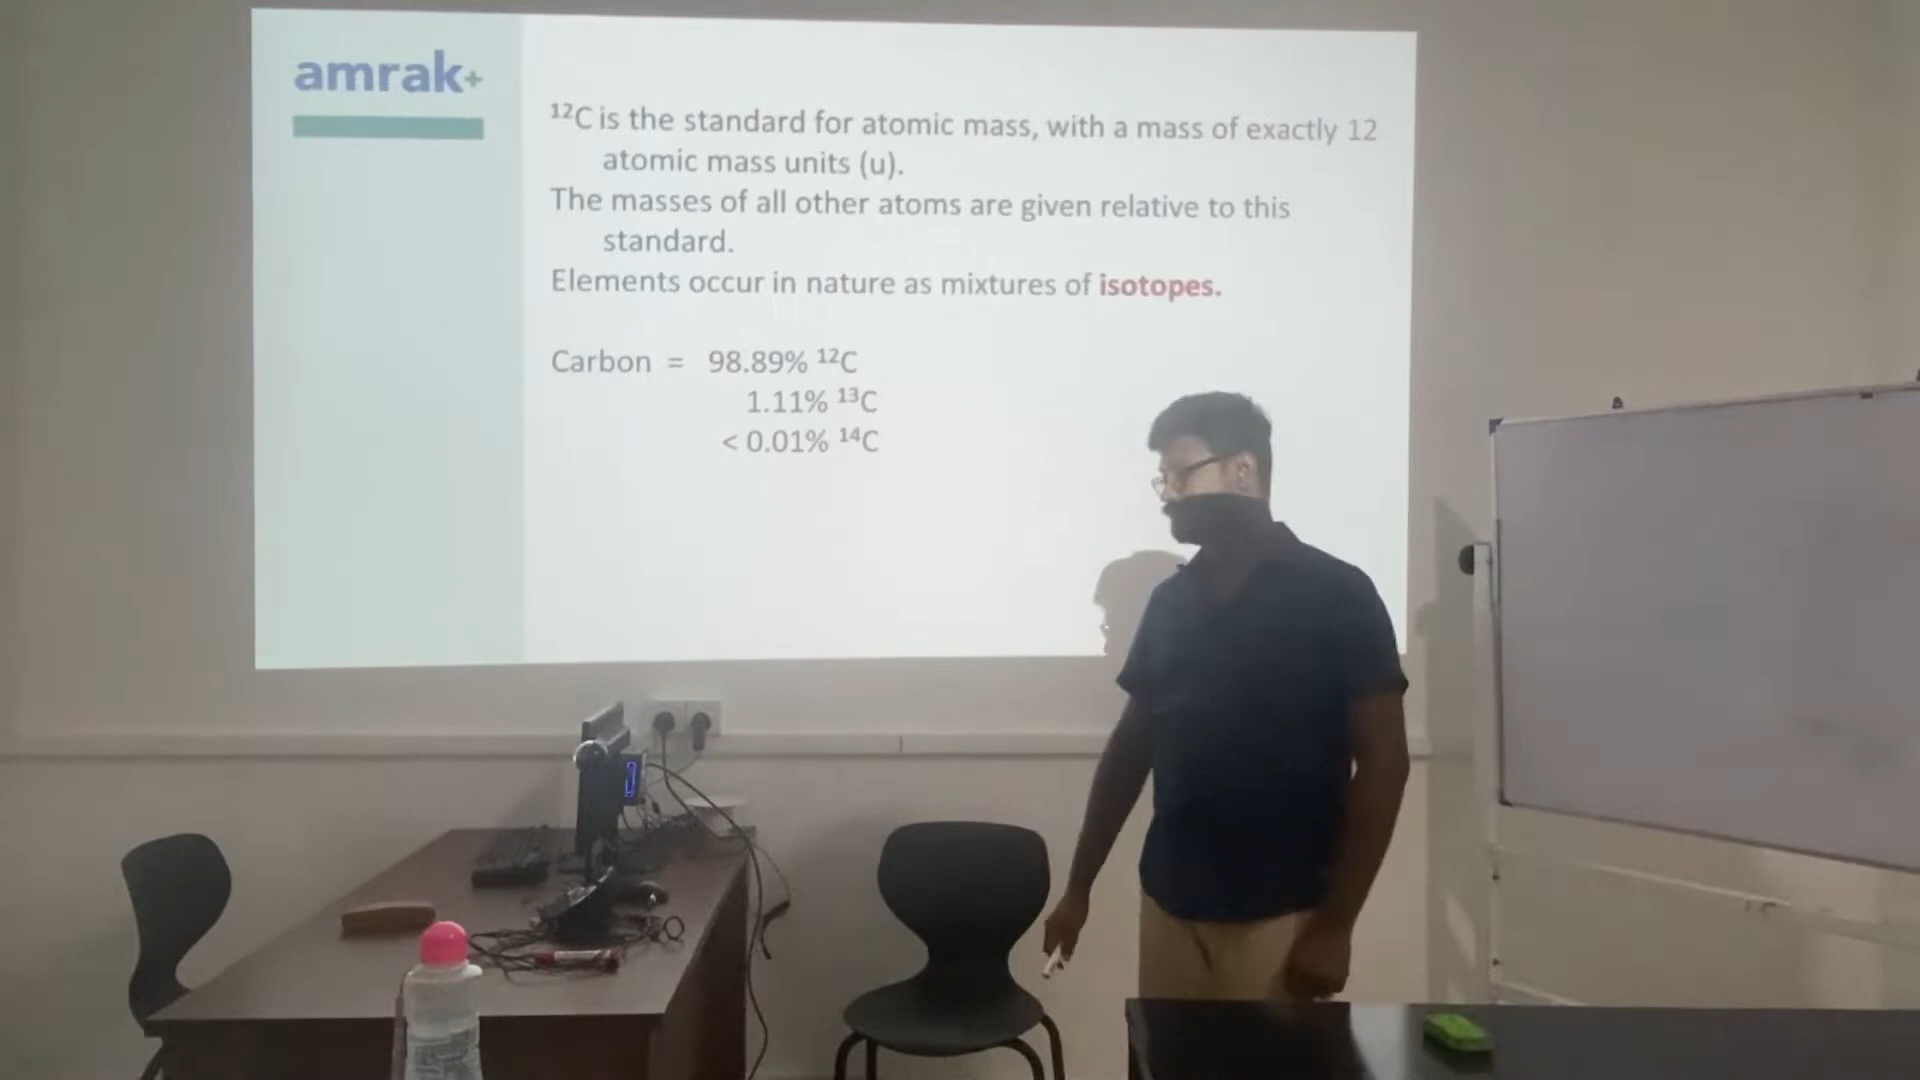 amrak+
¹²C is the standard for atomic mass, with a mass of exactly 12
atomic mass units (u).
The masses of all other atoms are given relative to this
standard.
Elements occur in nature as mixtures of isotopes.
Carbon = 98.89% ¹²C
1.11% ¹³C
< 0.01% ¹⁴C